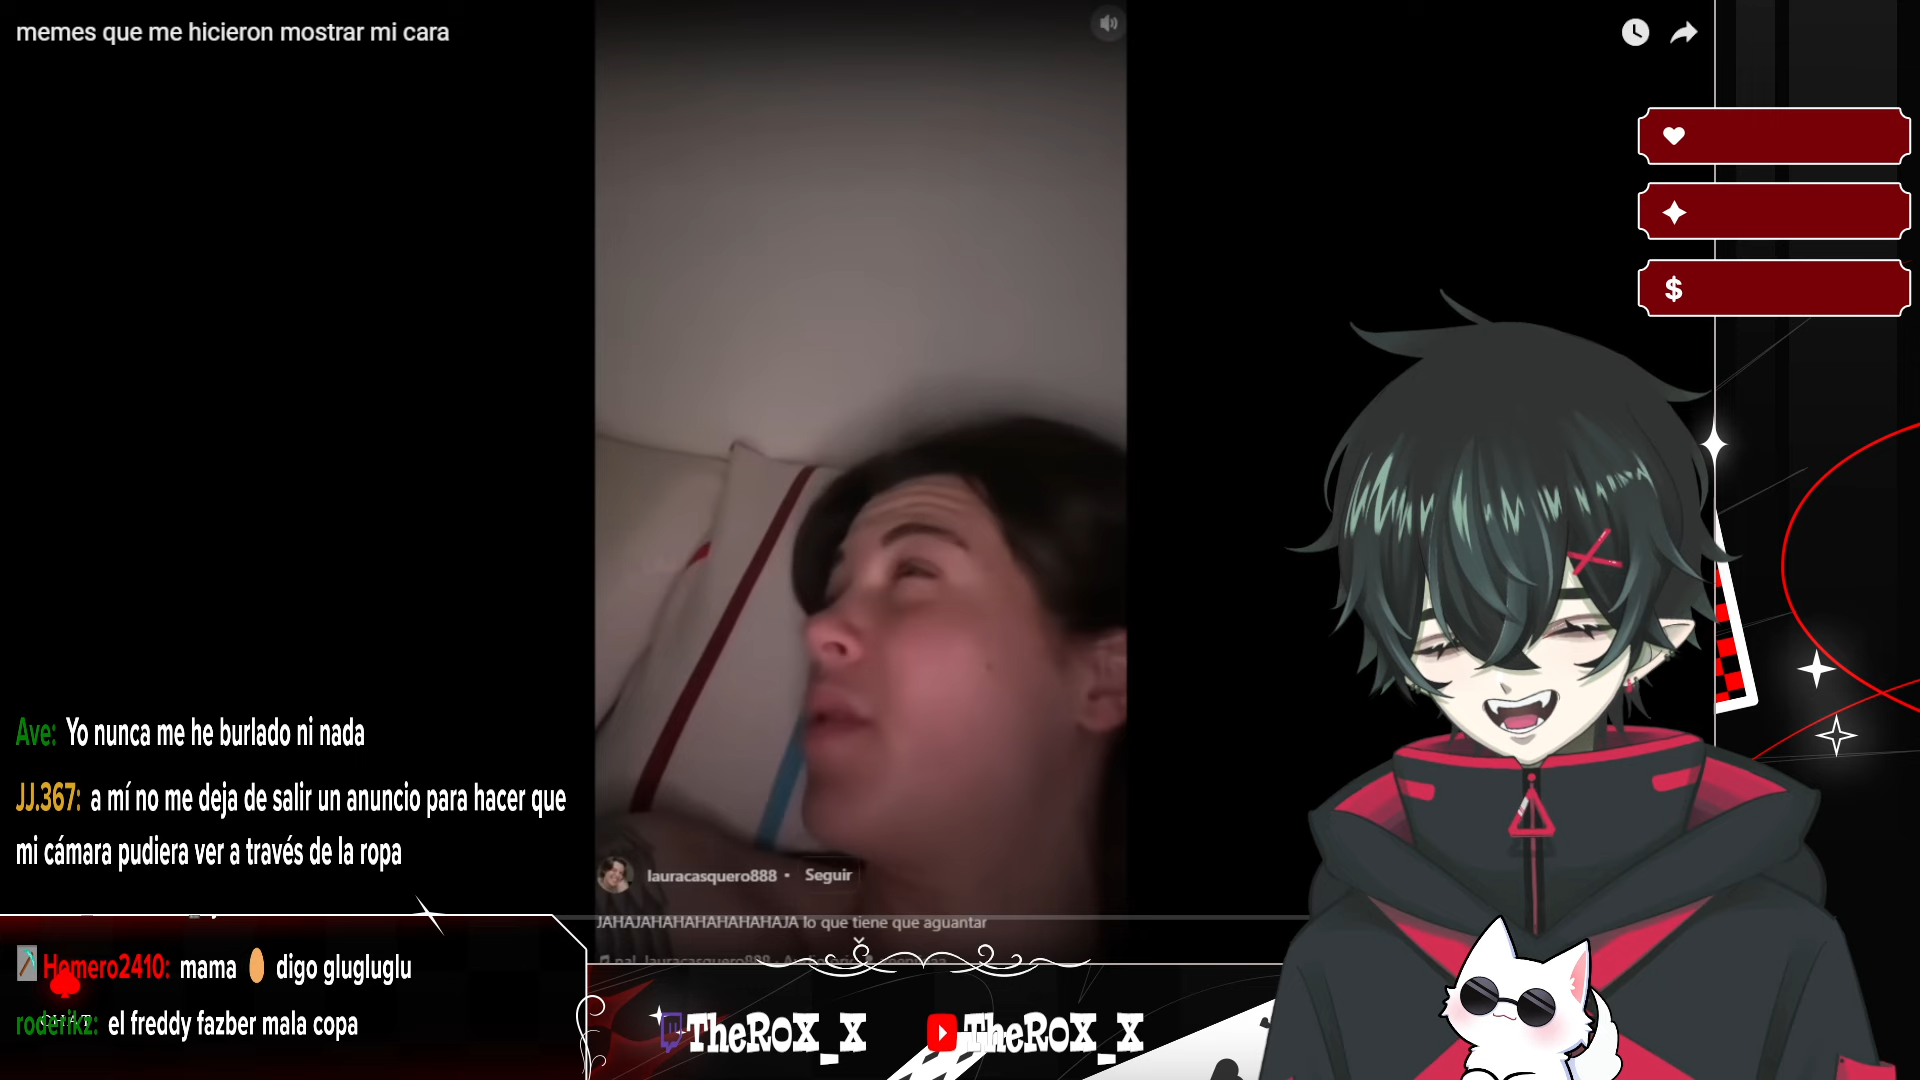 memes que me hicieron mostrar mi cara
$
Ave: Yo nunca me he burlado ni nada
JJ.367: a mí no me deja de salir un anuncio para hacer que
mi cámara pudiera ver a través de la ropa
lauracasquero888 · Seguir
JAHAJAHAHAHAHAHAHAJA lo que tiene que aguantar
Homero2410: mama 🥚 digo glugluglu
roderikz: el freddy fazber mala copa
CHAT
TheROX_X
TheROX_X